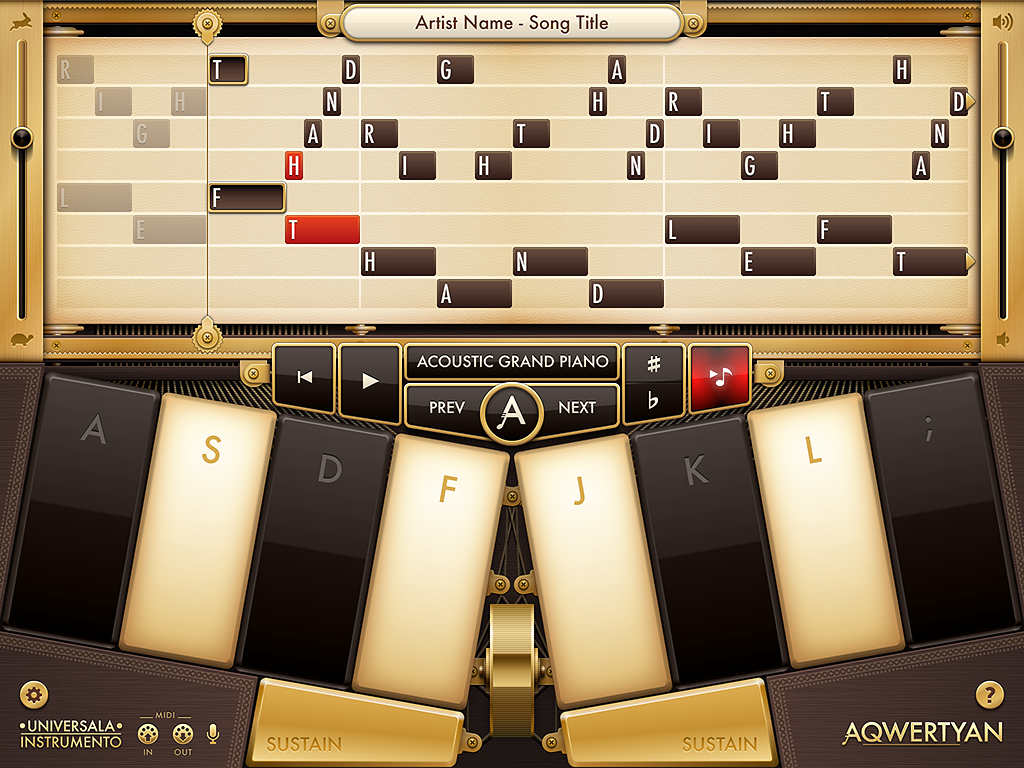 Artist Name - Song Title
R T D G A H
I H N H R T D
G A R T D I H N
H I H N G A
L F
E T L F
H N E T
A D
ACOUSTIC GRAND PIANO
♯
PREV A NEXT
♭
A S D F J K L ;
SUSTAIN SUSTAIN
?
MIDI
•UNIVERSALA•
INSTRUMENTO
IN OUT
AQWERTYAN